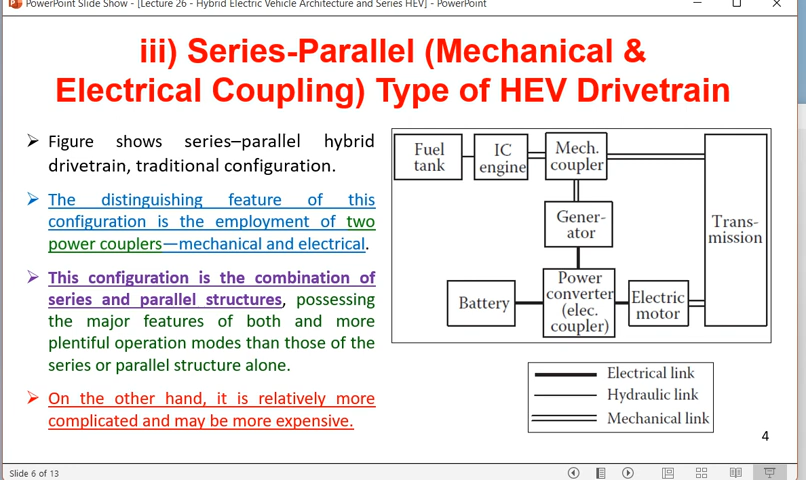 PowerPoint Slide Show - [Lecture 26 - Hybrid Electric Vehicle Architecture and Series HEV] - PowerPoint
iii) Series-Parallel (Mechanical &
Electrical Coupling) Type of HEV Drivetrain
➢ Figure shows series–parallel hybrid
drivetrain, traditional configuration.
➢ The distinguishing feature of this
configuration is the employment of two
power couplers—mechanical and electrical.
➢ This configuration is the combination of
series and parallel structures, possessing
the major features of both and more
plentiful operation modes than those of the
series or parallel structure alone.
➢ On the other hand, it is relatively more
complicated and may be more expensive.
Fuel
tank
IC
engine
Mech.
coupler
Gener-
ator
Trans-
mission
Battery
Power
converter
(elec.
coupler)
Electric
motor
Electrical link
Hydraulic link
Mechanical link
4
Slide 6 of 13